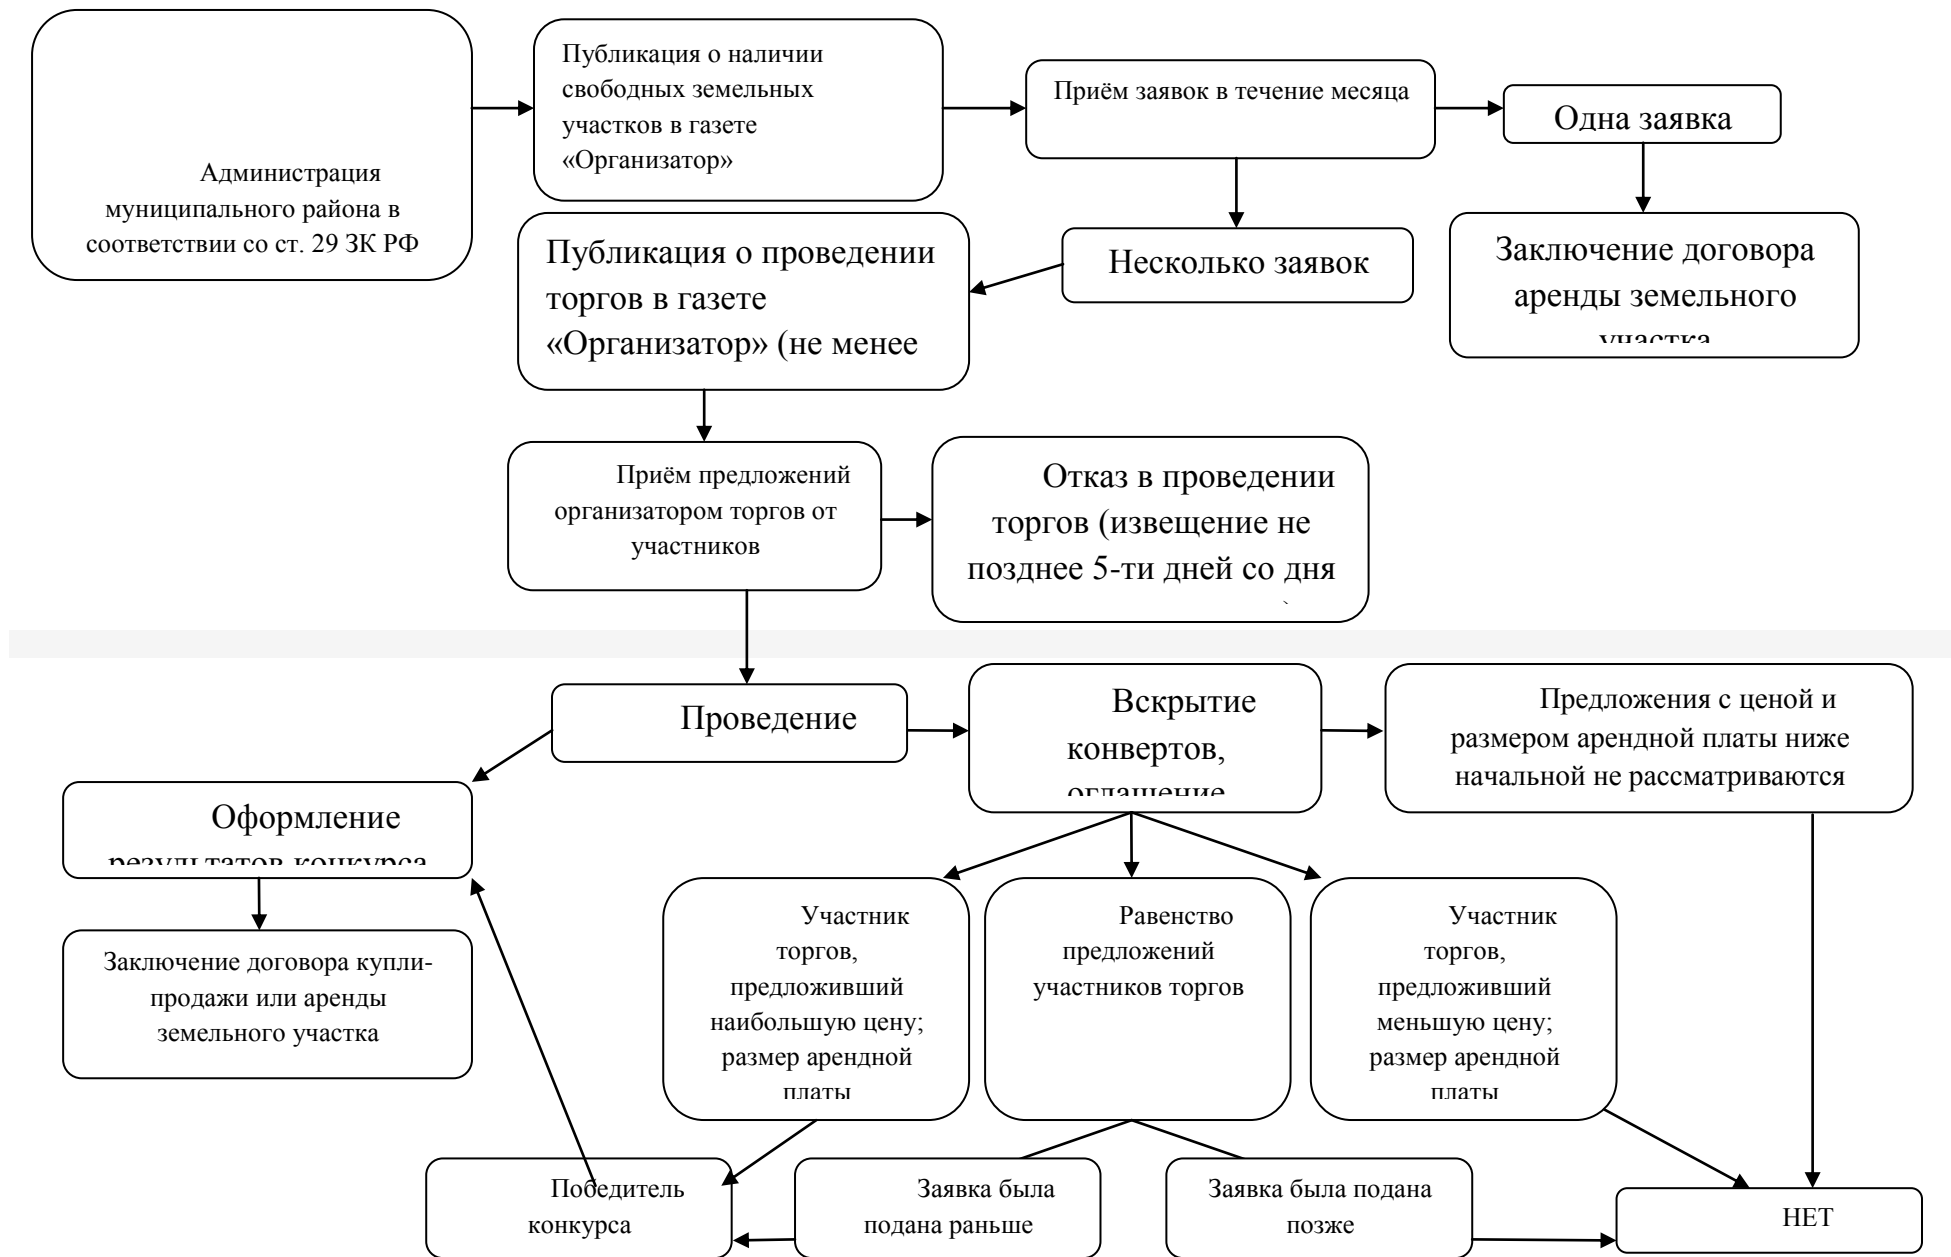 Администрация
муниципального района в
соответствии со ст. 29 ЗК РФ
Публикация о наличии
свободных земельных
участков в газете
«Организатор»
Приём заявок в течение месяца
Одна заявка
Заключение договора
аренды земельного
участка
Несколько заявок
Публикация о проведении
торгов в газете
«Организатор» (не менее
Приём предложений
организатором торгов от
участников
Отказ в проведении
торгов (извещение не
позднее 5-ти дней со дня
Проведение
Вскрытие
конвертов,
оглашение
Предложения с ценой и
размером арендной платы ниже
начальной не рассматриваются
Оформление
результатов конкурса
Заключение договора купли-
продажи или аренды
земельного участка
Участник
торгов,
предложивший
наибольшую цену;
размер арендной
платы
Равенство
предложений
участников торгов
Участник
торгов,
предложивший
меньшую цену;
размер арендной
платы
Победитель
конкурса
Заявка была
подана раньше
Заявка была подана
позже
НЕТ